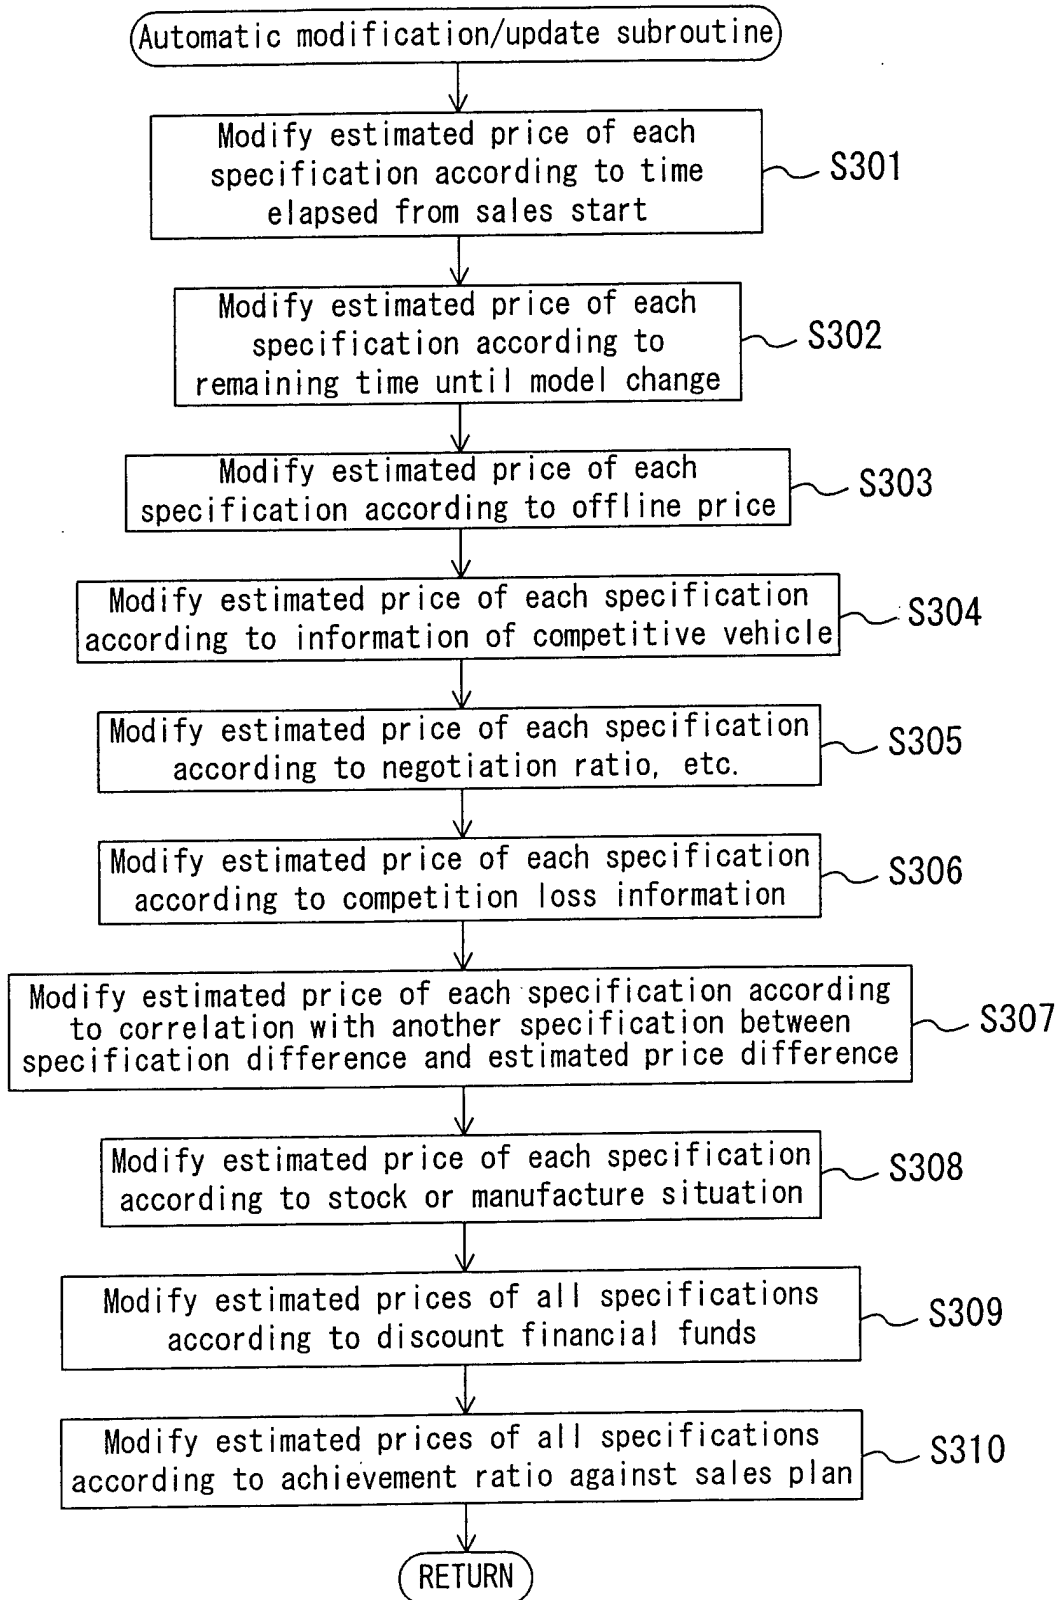 Automatic modification/update subroutine
Modify estimated price of each
specification according to time
elapsed from sales start
S301
Modify estimated price of each
specification according to
remaining time until model change
S302
Modify estimated price of each
specification according to offline price
S303
Modify estimated price of each specification
according to information of competitive vehicle
S304
Modify estimated price of each specification
according to negotiation ratio, etc.
S305
Modify estimated price of each specification
according to competition loss information
S306
Modify estimated price of each specification according
to correlation with another specification between
specification difference and estimated price difference
S307
Modify estimated price of each specification
according to stock or manufacture situation
S308
Modify estimated prices of all specifications
according to discount financial funds
S309
Modify estimated prices of all specifications
according to achievement ratio against sales plan
S310
RETURN